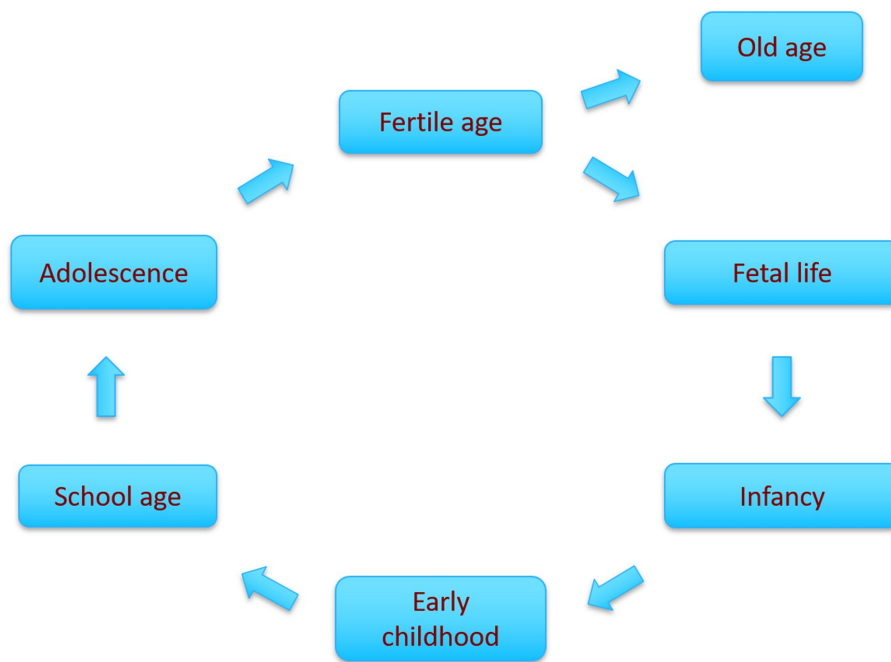 Old age
Fertile age
Adolescence
Fetal life
School age
Infancy
Early
childhood